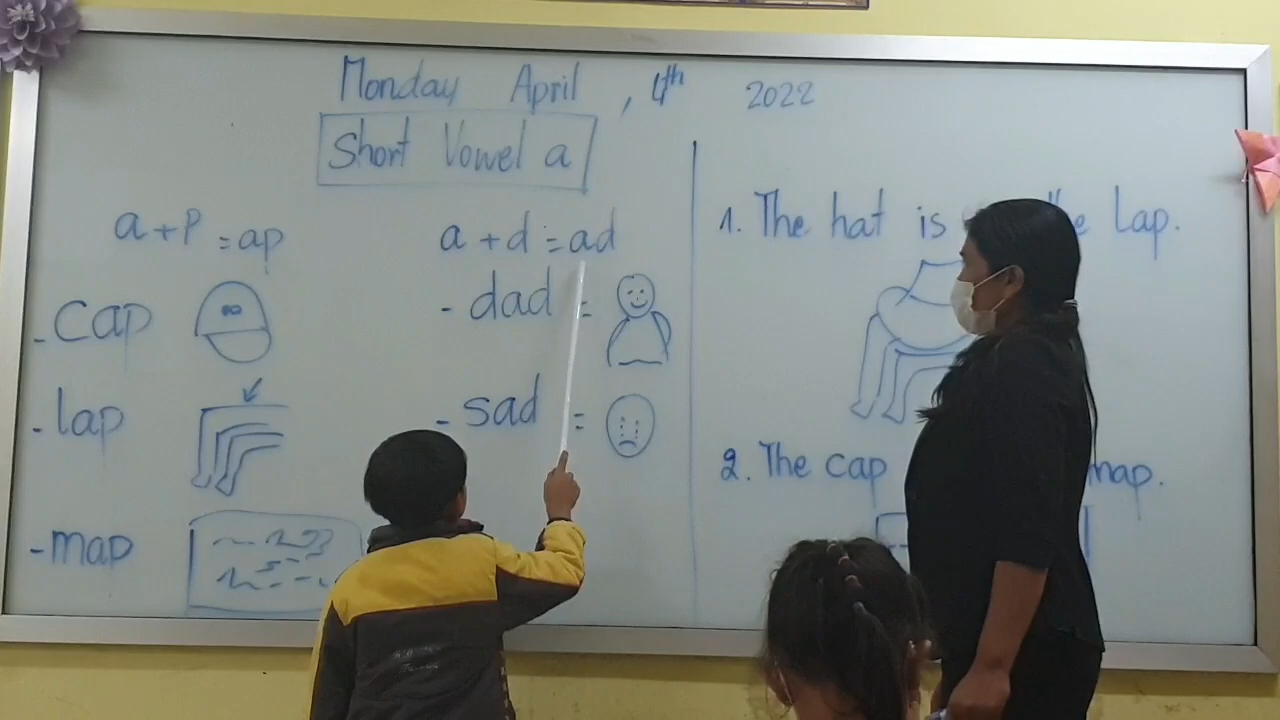 Monday April, 4th 2022
Short Vowel a
a + p = ap
- cap
- lap
- map
a + d = ad
- dad =
- sad =
1. The hat is the lap.
2. The cap map.